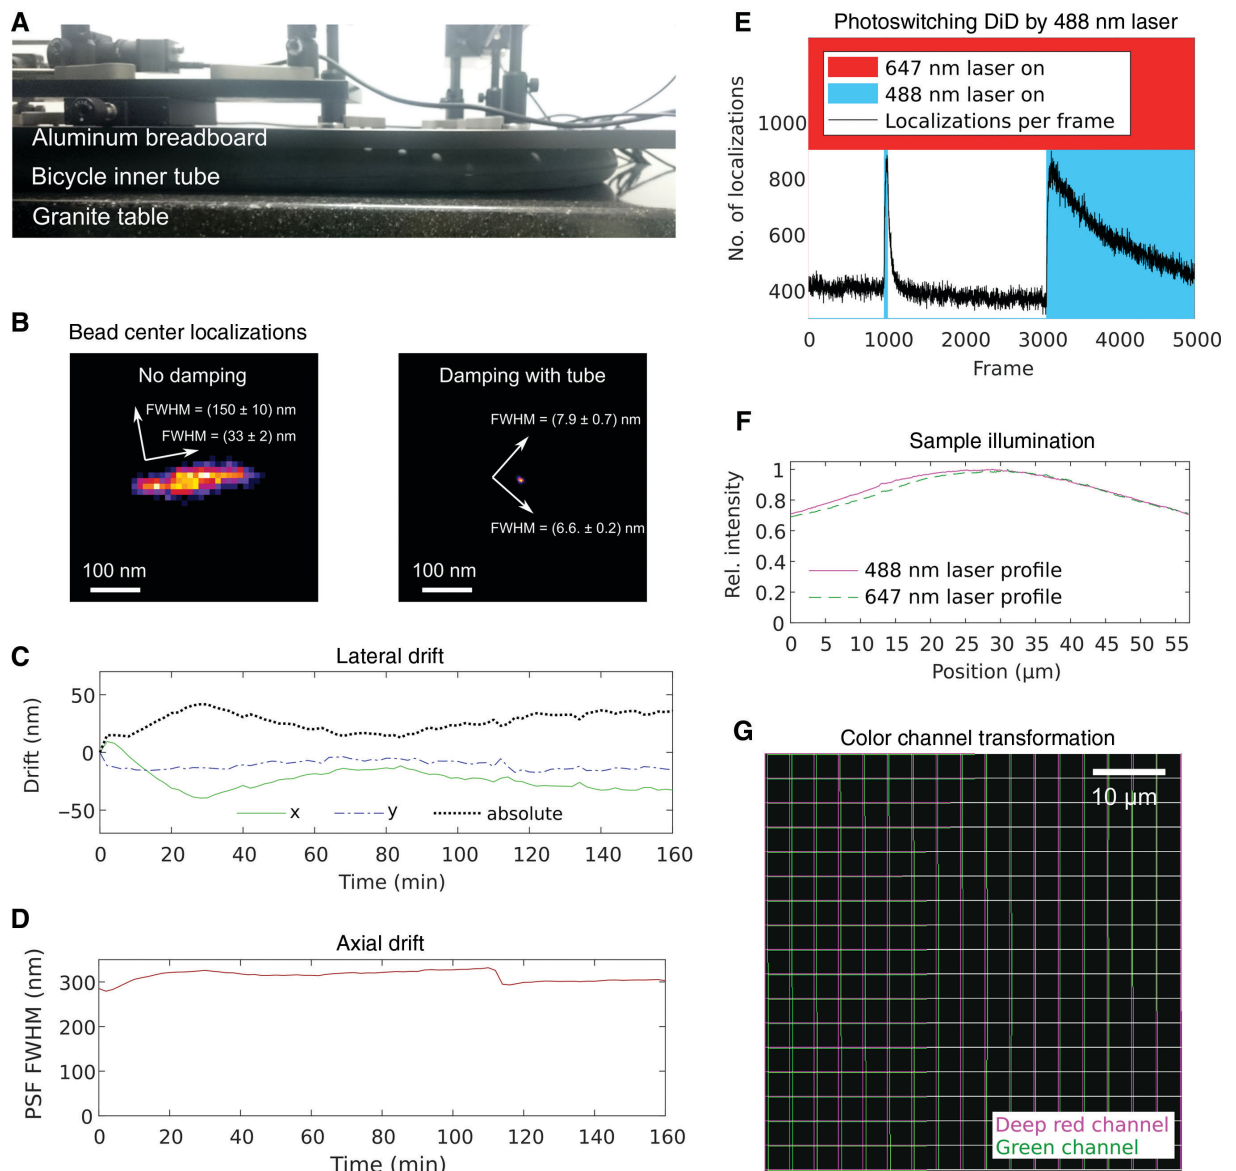 A
Aluminum breadboard
Bicycle inner tube
Granite table
B
Bead center localizations
No damping
FWHM = (150 ± 10) nm
FWHM = (33 ± 2) nm
100 nm
Damping with tube
FWHM = (7.9 ± 0.7) nm
FWHM = (6.6. ± 0.2) nm
100 nm
C
Lateral drift
Drift (nm)
50
0
−50
x
y
absolute
0 20 40 60 80 100 120 140 160
Time (min)
D
Axial drift
PSF FWHM (nm)
300
200
100
0
0 20 40 60 80 100 120 140 160
Time (min)
E
Photoswitching DiD by 488 nm laser
647 nm laser on
488 nm laser on
Localizations per frame
No. of localizations
1000
800
600
400
0 1000 2000 3000 4000 5000
Frame
F
Sample illumination
Rel. intensity
1
0.8
0.6
0.4
0.2
0
488 nm laser profile
647 nm laser profile
0 5 10 15 20 25 30 35 40 45 50 55
Position (μm)
G
Color channel transformation
10 μm
Deep red channel
Green channel